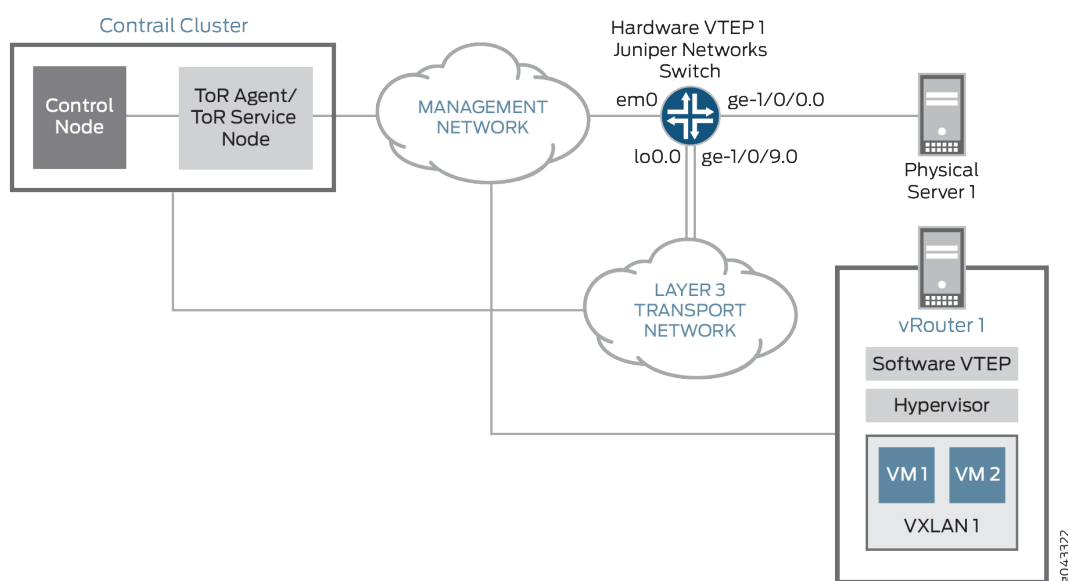 Contrail Cluster
Control
Node
ToR Agent/
ToR Service
Node
MANAGEMENT
NETWORK
Hardware VTEP 1
Juniper Networks
Switch
em0
ge-1/0/0.0
lo0.0
ge-1/0/9.0
Physical
Server 1
LAYER 3
TRANSPORT
NETWORK
vRouter 1
Software VTEP
Hypervisor
VM 1
VM 2
VXLAN 1
g043322